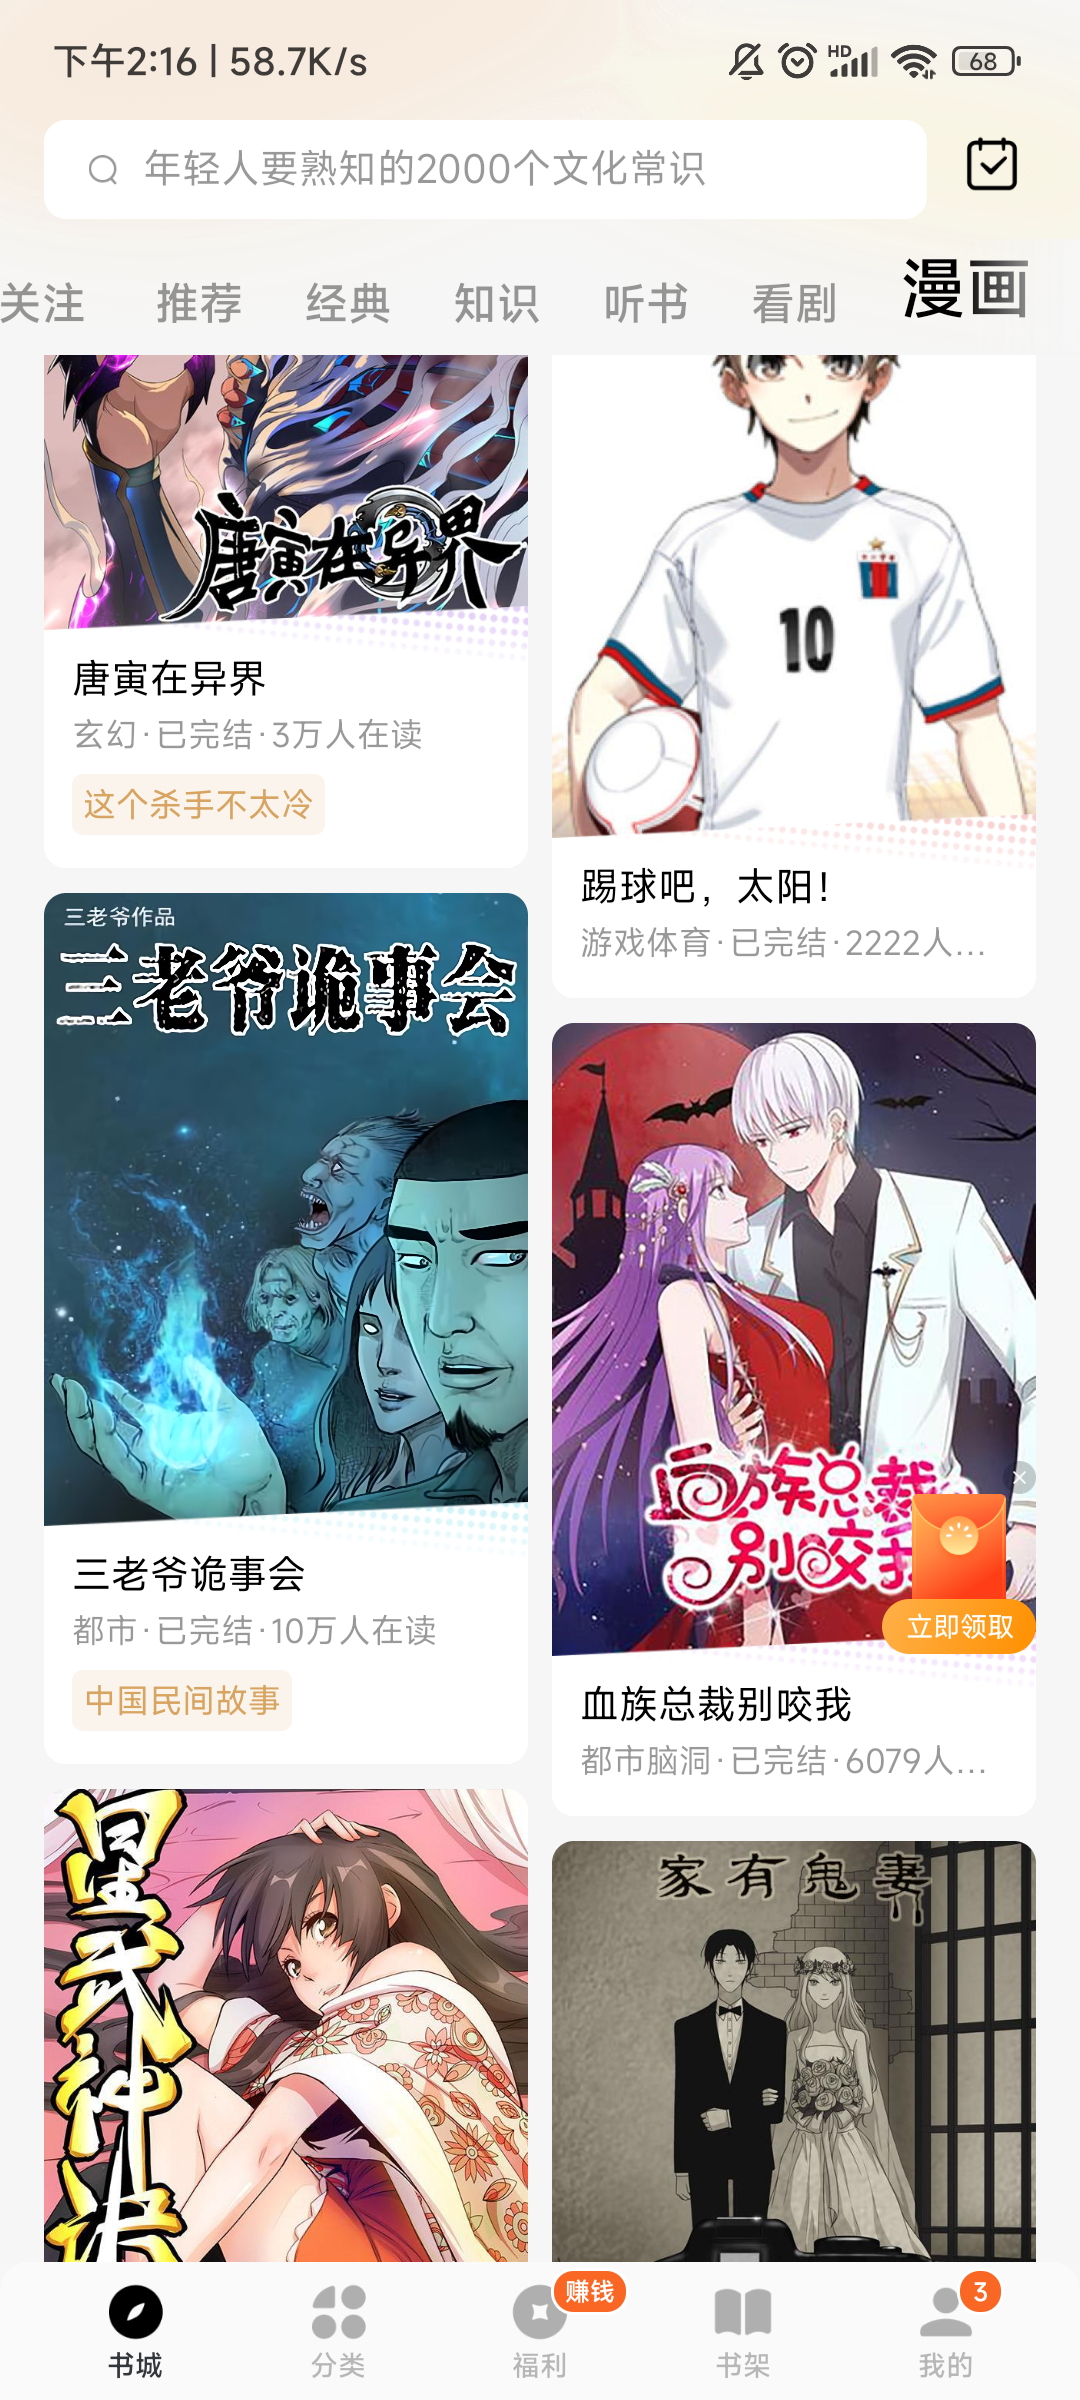 下午2:16 | 58.7K/s
HD
68
年轻人要熟知的2000个文化常识
关注 推荐 经典 知识 听书 看剧 漫画
唐寅在异界
唐寅在异界
玄幻·已完结·3万人在读
这个杀手不太冷
10
踢球吧，太阳！
游戏体育·已完结·2222人...
三老爷作品
三老爷诡事会
三老爷诡事会
都市·已完结·10万人在读
中国民间故事
血族总裁
别咬我
立即领取
血族总裁别咬我
都市脑洞·已完结·6079人...
星武神诀
家有鬼妻
书城
分类
赚钱
福利
书架
3
我的